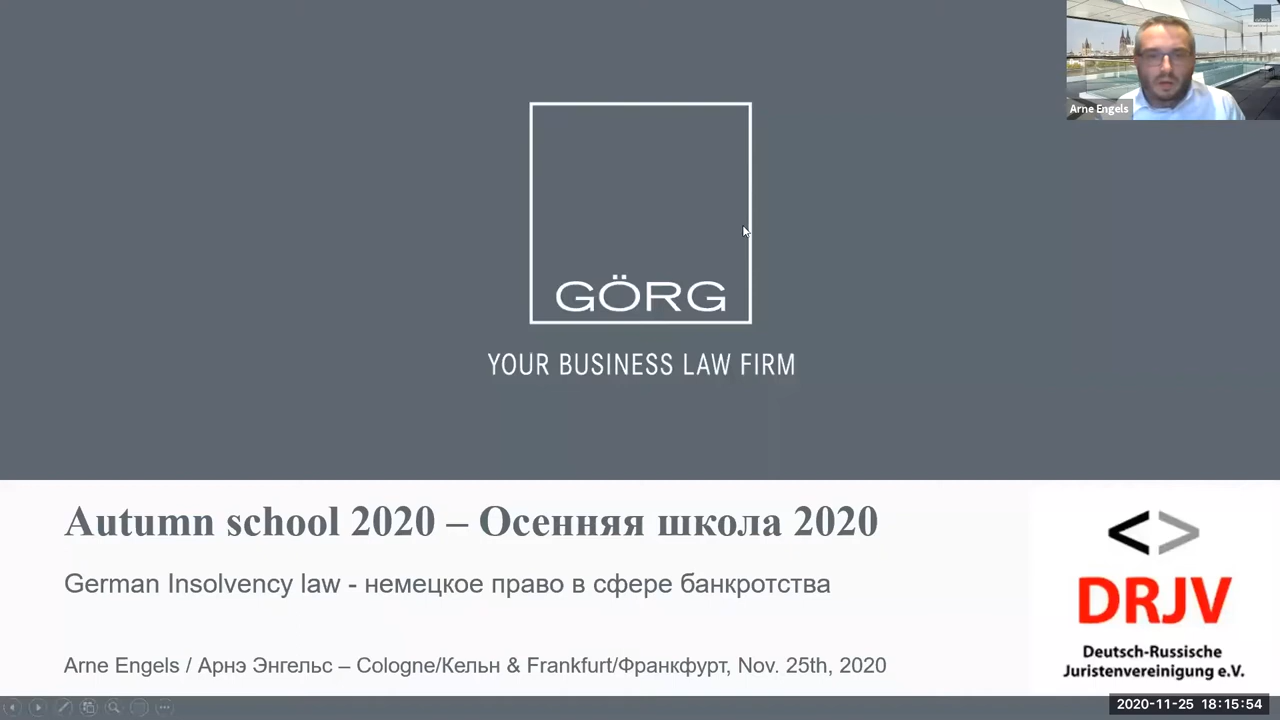 Arne Engels
GÖRG
YOUR BUSINESS LAW FIRM
Autumn school 2020 – Осенняя школа 2020
German Insolvency law - немецкое право в сфере банкротства
Arne Engels / Арнэ Энгельс – Cologne/Кельн & Frankfurt/Франкфурт, Nov. 25th, 2020
DRJV
Deutsch-Russische
Juristenvereinigung e.V.
2020-11-25 18:15:54